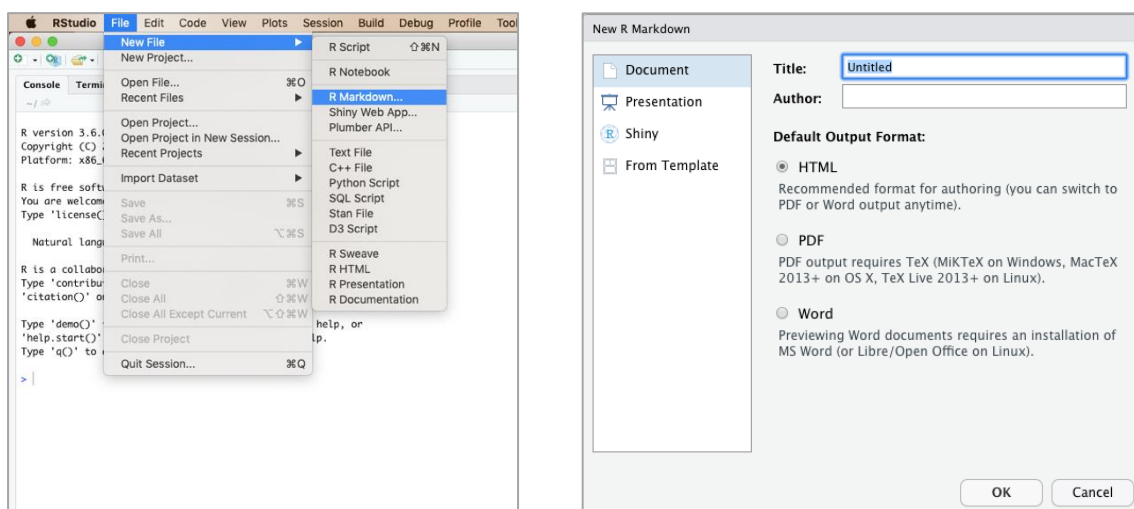 RStudio File Edit Code View Plots Session Build Debug Profile Tool
New File
New Project...
Open File... ⌘O
Recent Files
Open Project...
Open Project in New Session...
Recent Projects
Import Dataset
Save ⌘S
Save As...
Save All ⌥⌘S
Print...
Close ⌘W
Close All ⇧⌘W
Close All Except Current ⌥⇧⌘W
Close Project
Quit Session... ⌘Q
R Script ⇧⌘N
R Notebook
R Markdown...
Shiny Web App...
Plumber API...
Text File
C++ File
Python Script
SQL Script
Stan File
D3 Script
R Sweave
R HTML
R Presentation
R Documentation
Console Termi
~/
R version 3.6.
Copyright (C)
Platform: x86_
R is free soft
You are welcom
Type 'license(
Natural lang
R is a collabo
Type 'contribu
'citation()' o
Type 'demo()' help, or
'help.start()' lp.
Type 'q()' to
>
New R Markdown
Document
Presentation
Shiny
From Template
Title: Untitled
Author:
Default Output Format:
HTML
Recommended format for authoring (you can switch to
PDF or Word output anytime).
PDF
PDF output requires TeX (MiKTeX on Windows, MacTeX
2013+ on OS X, TeX Live 2013+ on Linux).
Word
Previewing Word documents requires an installation of
MS Word (or Libre/Open Office on Linux).
OK Cancel